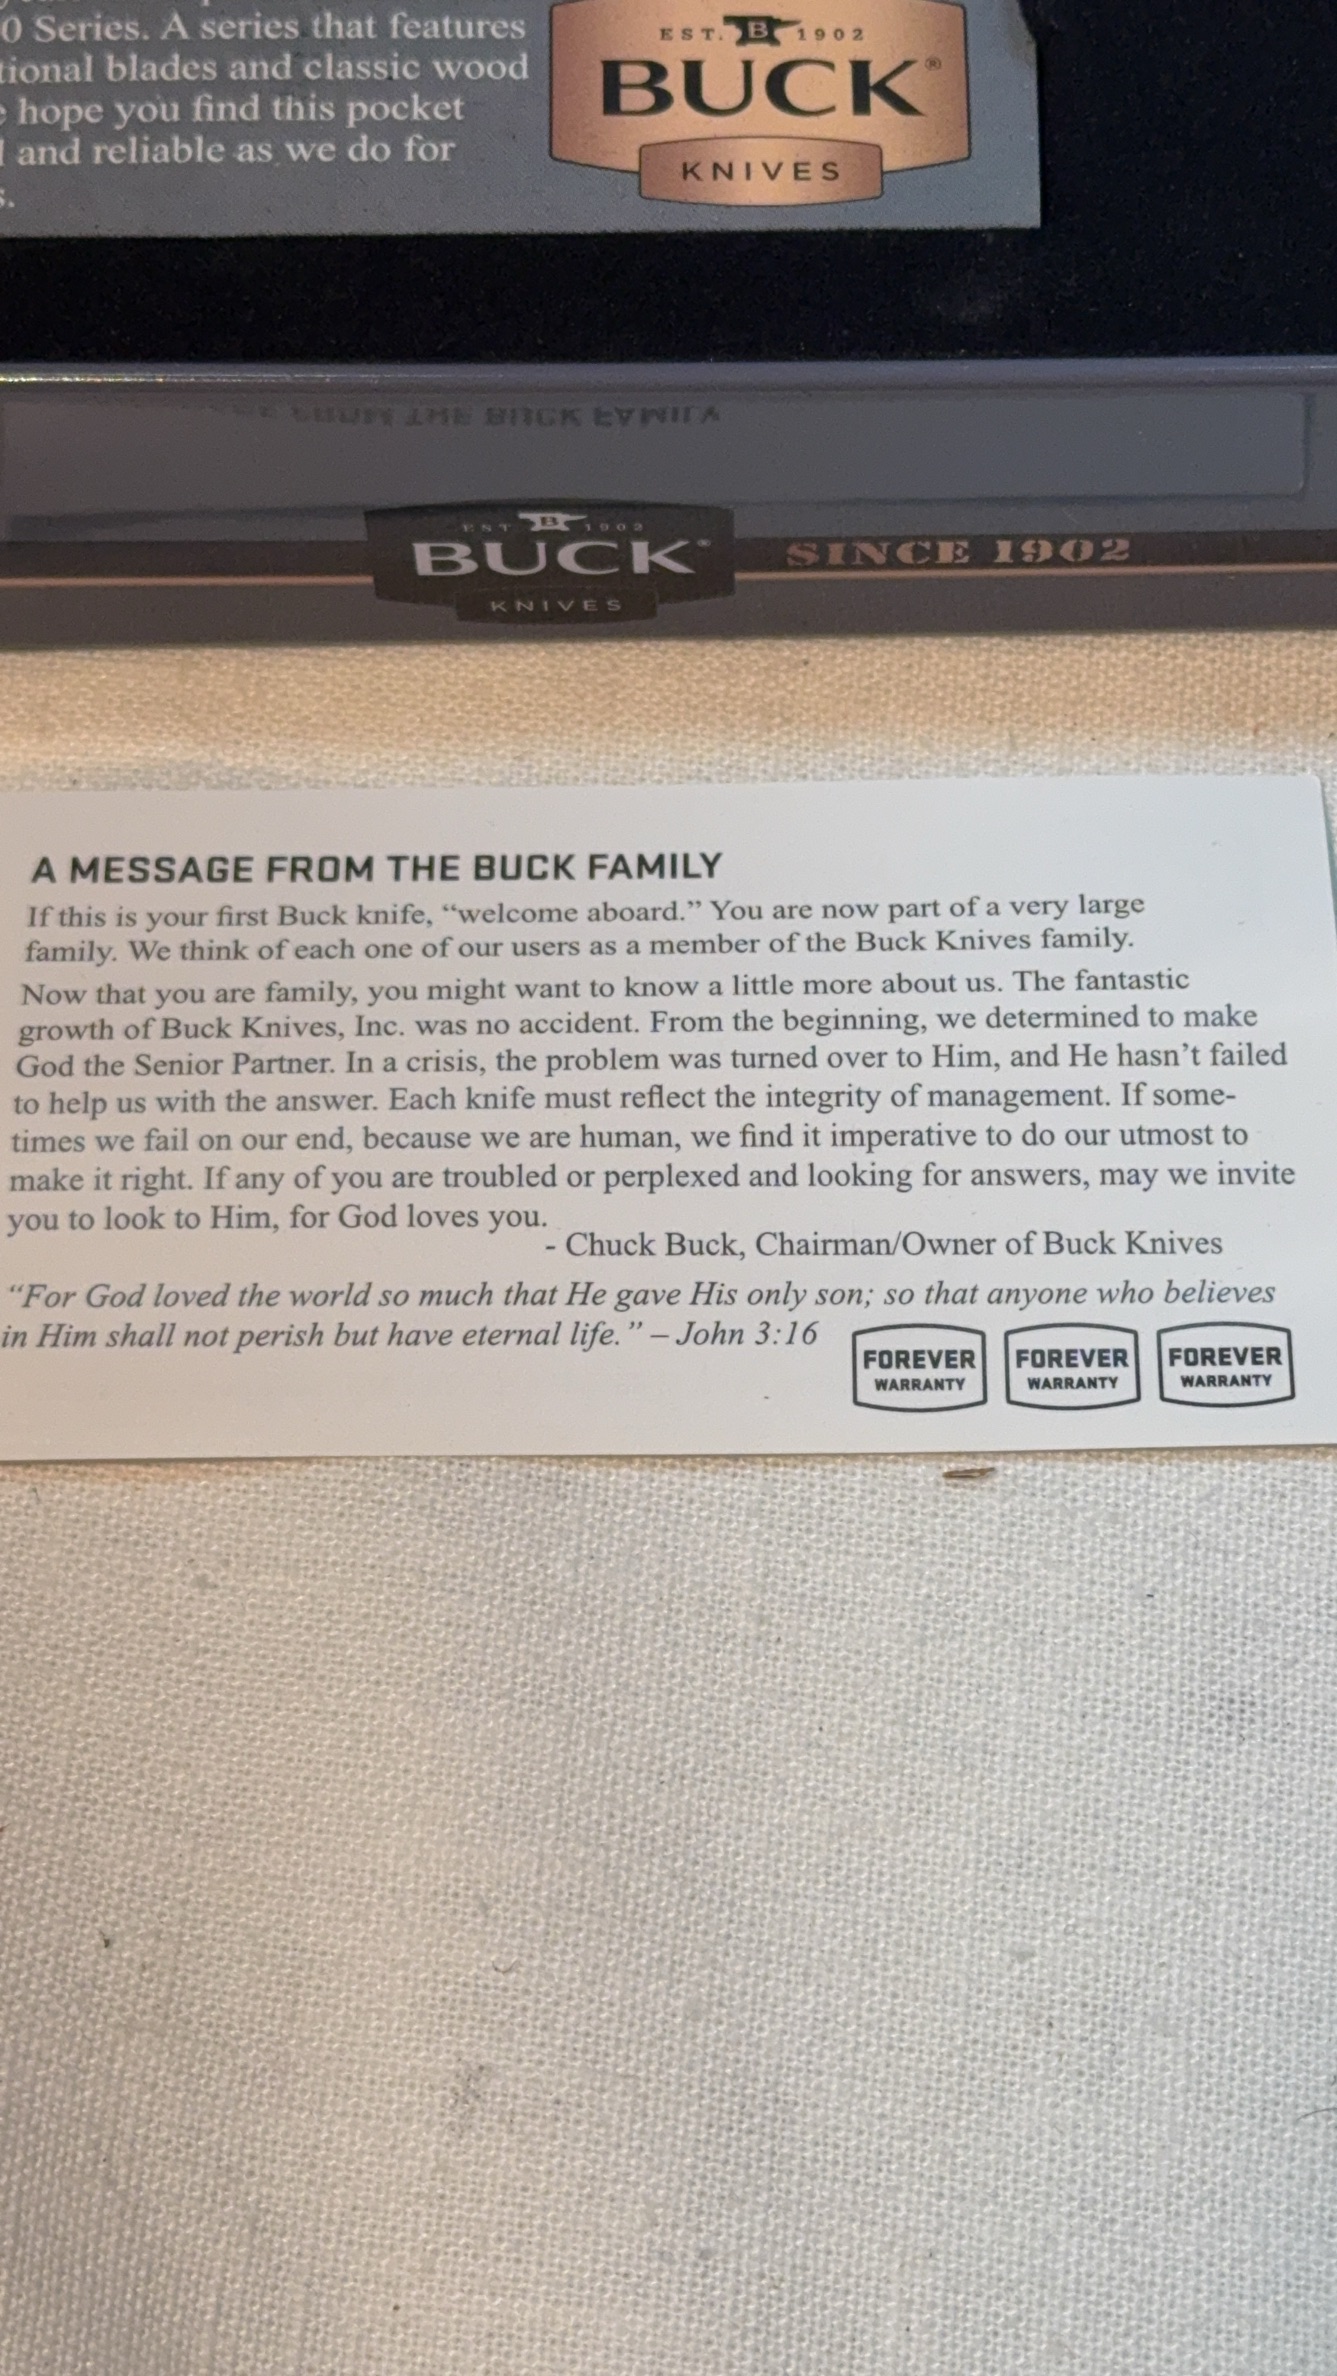 0 Series. A series that features
tional blades and classic wood
hope you find this pocket
and reliable as we do for
EST. B 1902
BUCK®
KNIVES
FROM THE BUCK FAMILY
EST B 1902
BUCK®
KNIVES
SINCE 1902
A MESSAGE FROM THE BUCK FAMILY
If this is your first Buck knife, “welcome aboard.” You are now part of a very large
family. We think of each one of our users as a member of the Buck Knives family.
Now that you are family, you might want to know a little more about us. The fantastic
growth of Buck Knives, Inc. was no accident. From the beginning, we determined to make
God the Senior Partner. In a crisis, the problem was turned over to Him, and He hasn’t failed
to help us with the answer. Each knife must reflect the integrity of management. If some-
times we fail on our end, because we are human, we find it imperative to do our utmost to
make it right. If any of you are troubled or perplexed and looking for answers, may we invite
you to look to Him, for God loves you.
- Chuck Buck, Chairman/Owner of Buck Knives
“For God loved the world so much that He gave His only son; so that anyone who believes
in Him shall not perish but have eternal life.” – John 3:16
FOREVER
WARRANTY
FOREVER
WARRANTY
FOREVER
WARRANTY